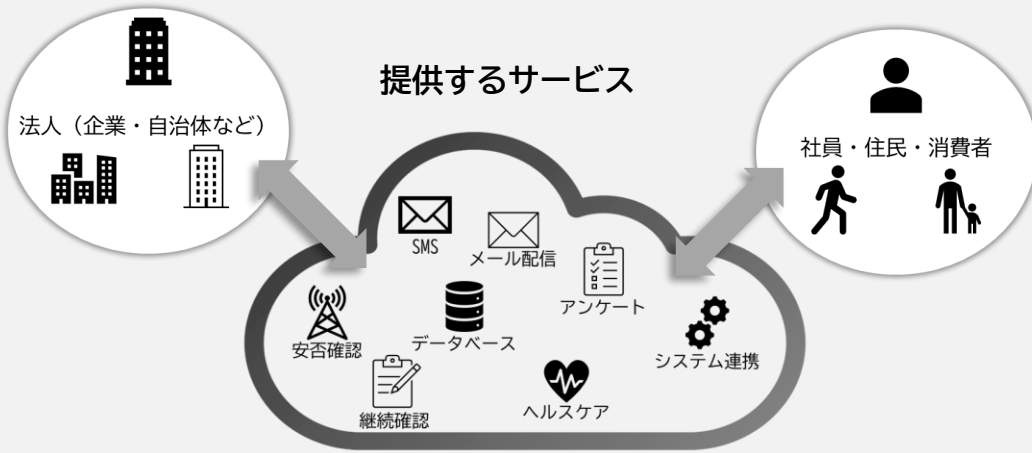 提供するサービス
法人（企業・自治体など）
社員・住民・消費者
SMS
メール配信
アンケート
安否確認
データベース
システム連携
継続確認
ヘルスケア